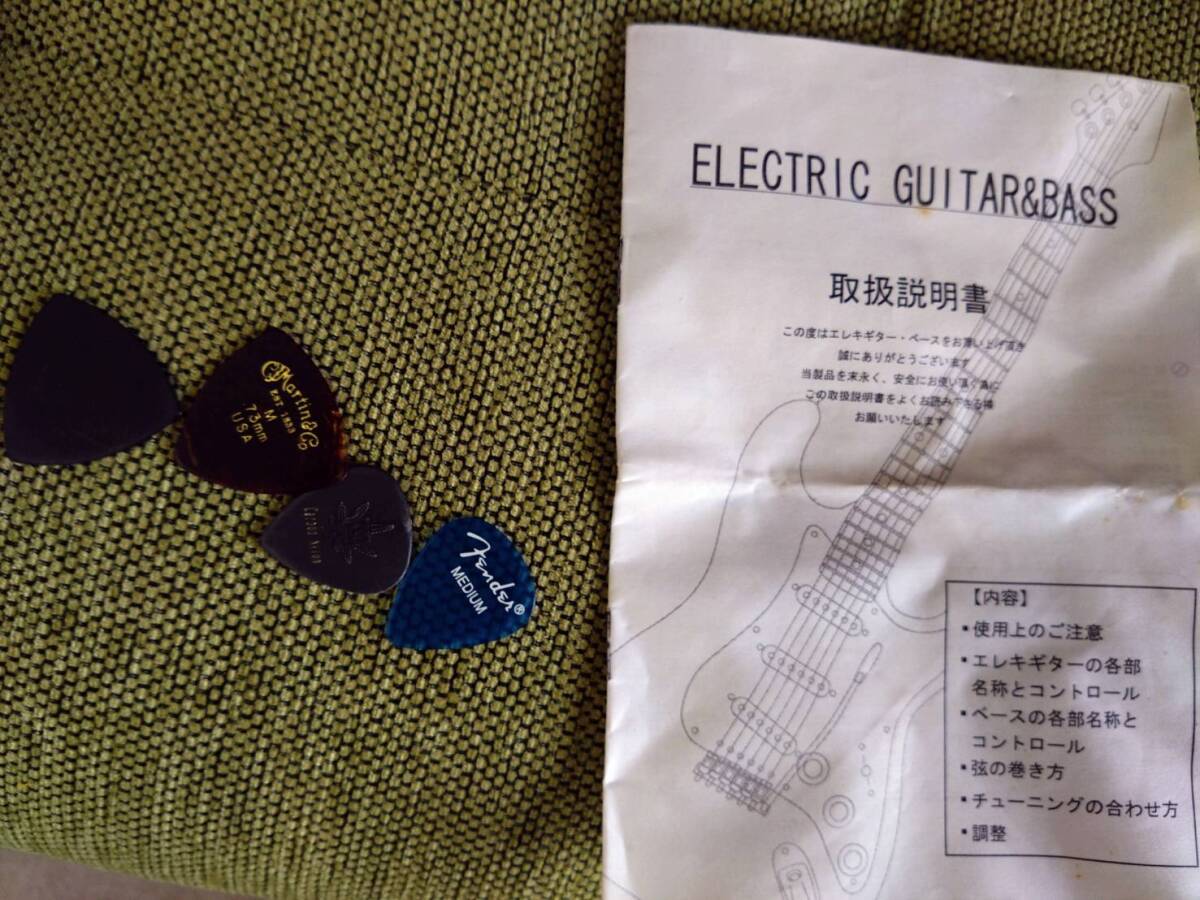 ELECTRIC GUITAR&BASS
取扱説明書
この度はエレキギター・ベースをお買い上げ頂き
誠にありがとうございます
当製品を末永く、安全にお使い頂く為に
この取扱説明書をよくお読みできる様
お願いいたします
【内容】
▪使用上のご注意
▪エレキギターの各部
名称とコントロール
▪ベースの各部名称と
コントロール
▪弦の巻き方
▪チューニングの合わせ方
▪調整
Martin & Co
EST. 1833
M
73mm
USA
Fender®
MEDIUM